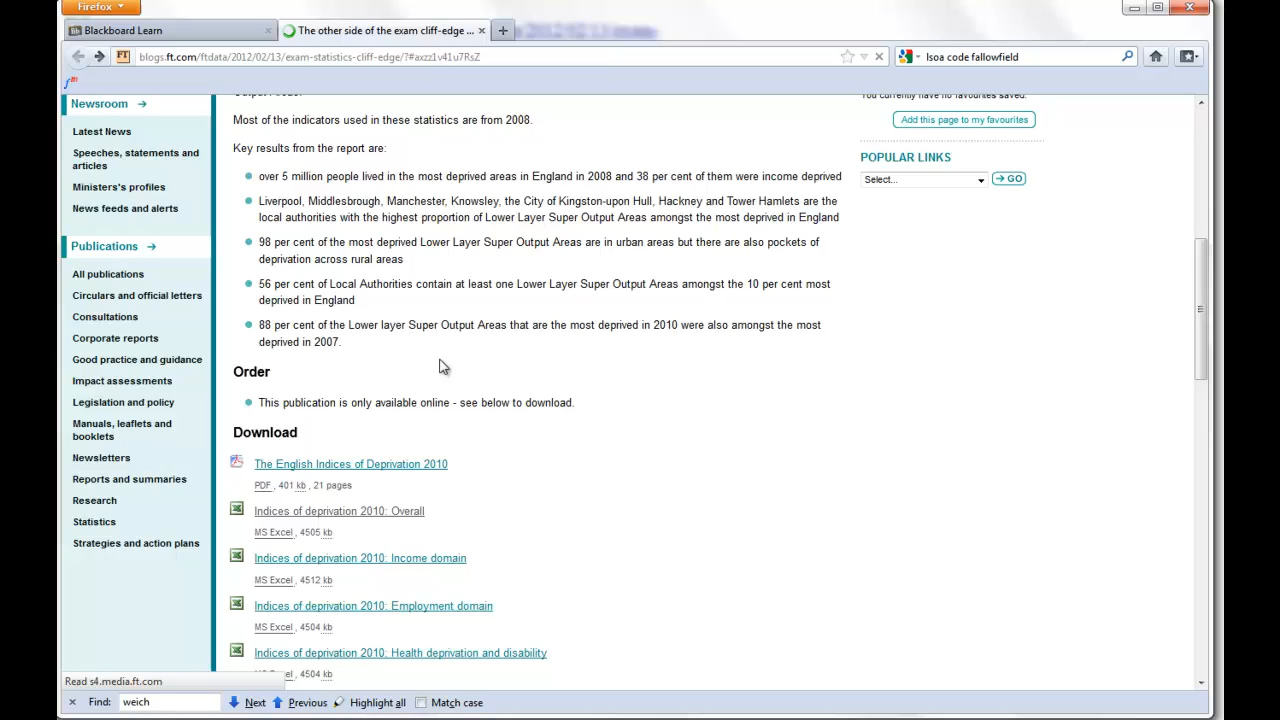 Firefox
Blackboard Learn
The other side of the exam cliff-edge ...
blogs.ft.com/ftdata/2012/02/13/exam-statistics-cliff-edge/?#axzz1v41u7RsZ
lsoa code fallowfield
Newsroom
Latest News
Speeches, statements and
articles
Ministers's profiles
News feeds and alerts
Publications
All publications
Circulars and official letters
Consultations
Corporate reports
Good practice and guidance
Impact assessments
Legislation and policy
Manuals, leaflets and
booklets
Newsletters
Reports and summaries
Research
Statistics
Strategies and action plans
Most of the indicators used in these statistics are from 2008.
Key results from the report are:
over 5 million people lived in the most deprived areas in England in 2008 and 38 per cent of them were income deprived
Liverpool, Middlesbrough, Manchester, Knowsley, the City of Kingston-upon Hull, Hackney and Tower Hamlets are the
local authorities with the highest proportion of Lower Layer Super Output Areas amongst the most deprived in England
98 per cent of the most deprived Lower Layer Super Output Areas are in urban areas but there are also pockets of
deprivation across rural areas
56 per cent of Local Authorities contain at least one Lower Layer Super Output Areas amongst the 10 per cent most
deprived in England
88 per cent of the Lower layer Super Output Areas that are the most deprived in 2010 were also amongst the most
deprived in 2007.
Order
This publication is only available online - see below to download.
Download
The English Indices of Deprivation 2010
PDF , 401 kb , 21 pages
Indices of deprivation 2010: Overall
MS Excel , 4505 kb
Indices of deprivation 2010: Income domain
MS Excel , 4512 kb
Indices of deprivation 2010: Employment domain
MS Excel , 4504 kb
Indices of deprivation 2010: Health deprivation and disability
el , 4504 kb
You currently have no favourites saved.
Add this page to my favourites
POPULAR LINKS
Select...
GO
Read s4.media.ft.com
Find: weich
Next
Previous
Highlight all
Match case